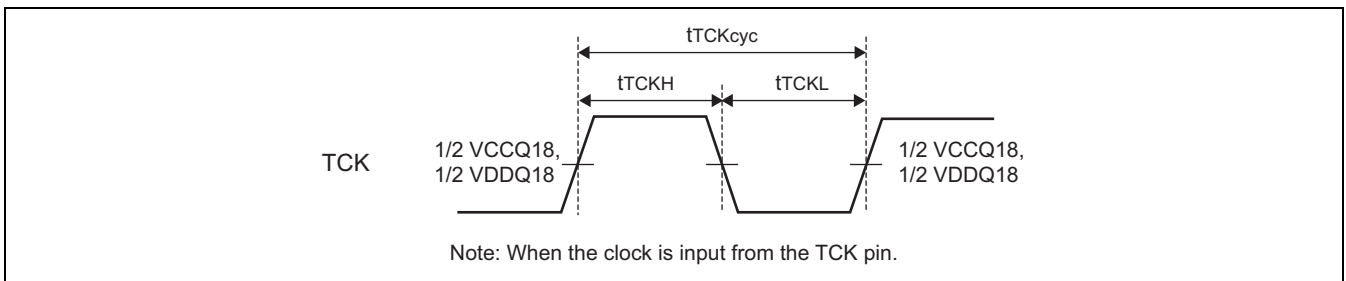 tTCKcyc
tTCKH
tTCKL
TCK
1/2 VCCQ18,
1/2 VDDQ18
1/2 VCCQ18,
1/2 VDDQ18
Note: When the clock is input from the TCK pin.